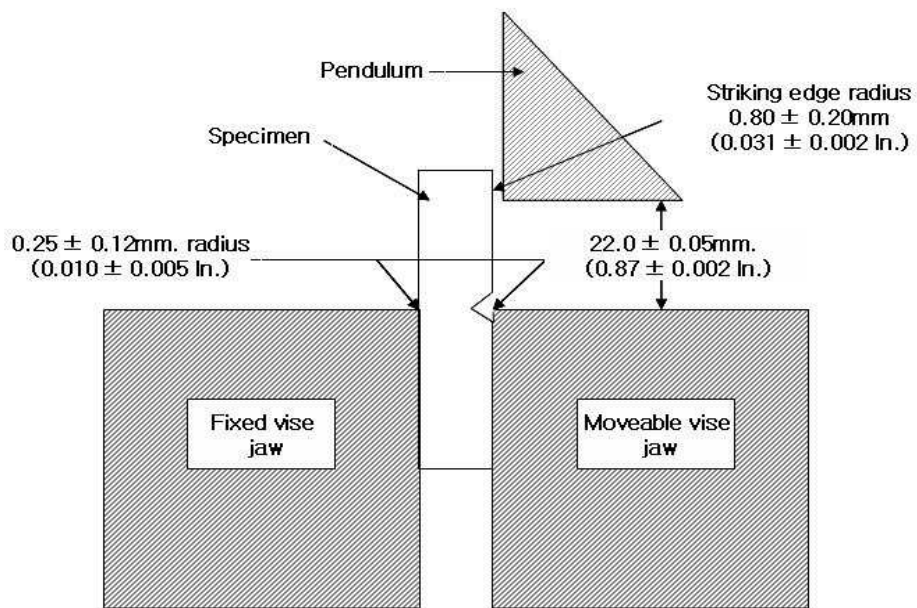 Pendulum
Striking edge radius
0.80 ± 0.20mm
(0.031 ± 0.002 In.)
Specimen
0.25 ± 0.12mm. radius
(0.010 ± 0.005 In.)
22.0 ± 0.05mm.
(0.87 ± 0.002 In.)
Fixed vise
jaw
Moveable vise
jaw